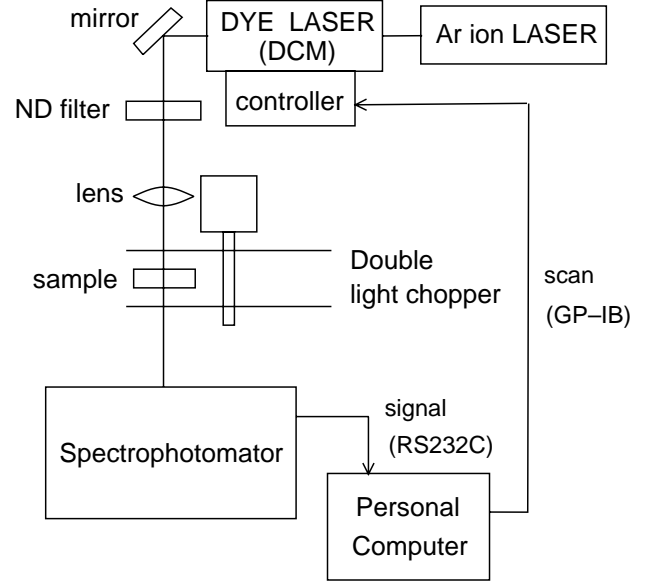 mirror
DYE LASER
(DCM)
Ar ion LASER
controller
ND filter
lens
sample
Double
light chopper
scan
(GP–IB)
Spectrophotomator
signal
(RS232C)
Personal
Computer